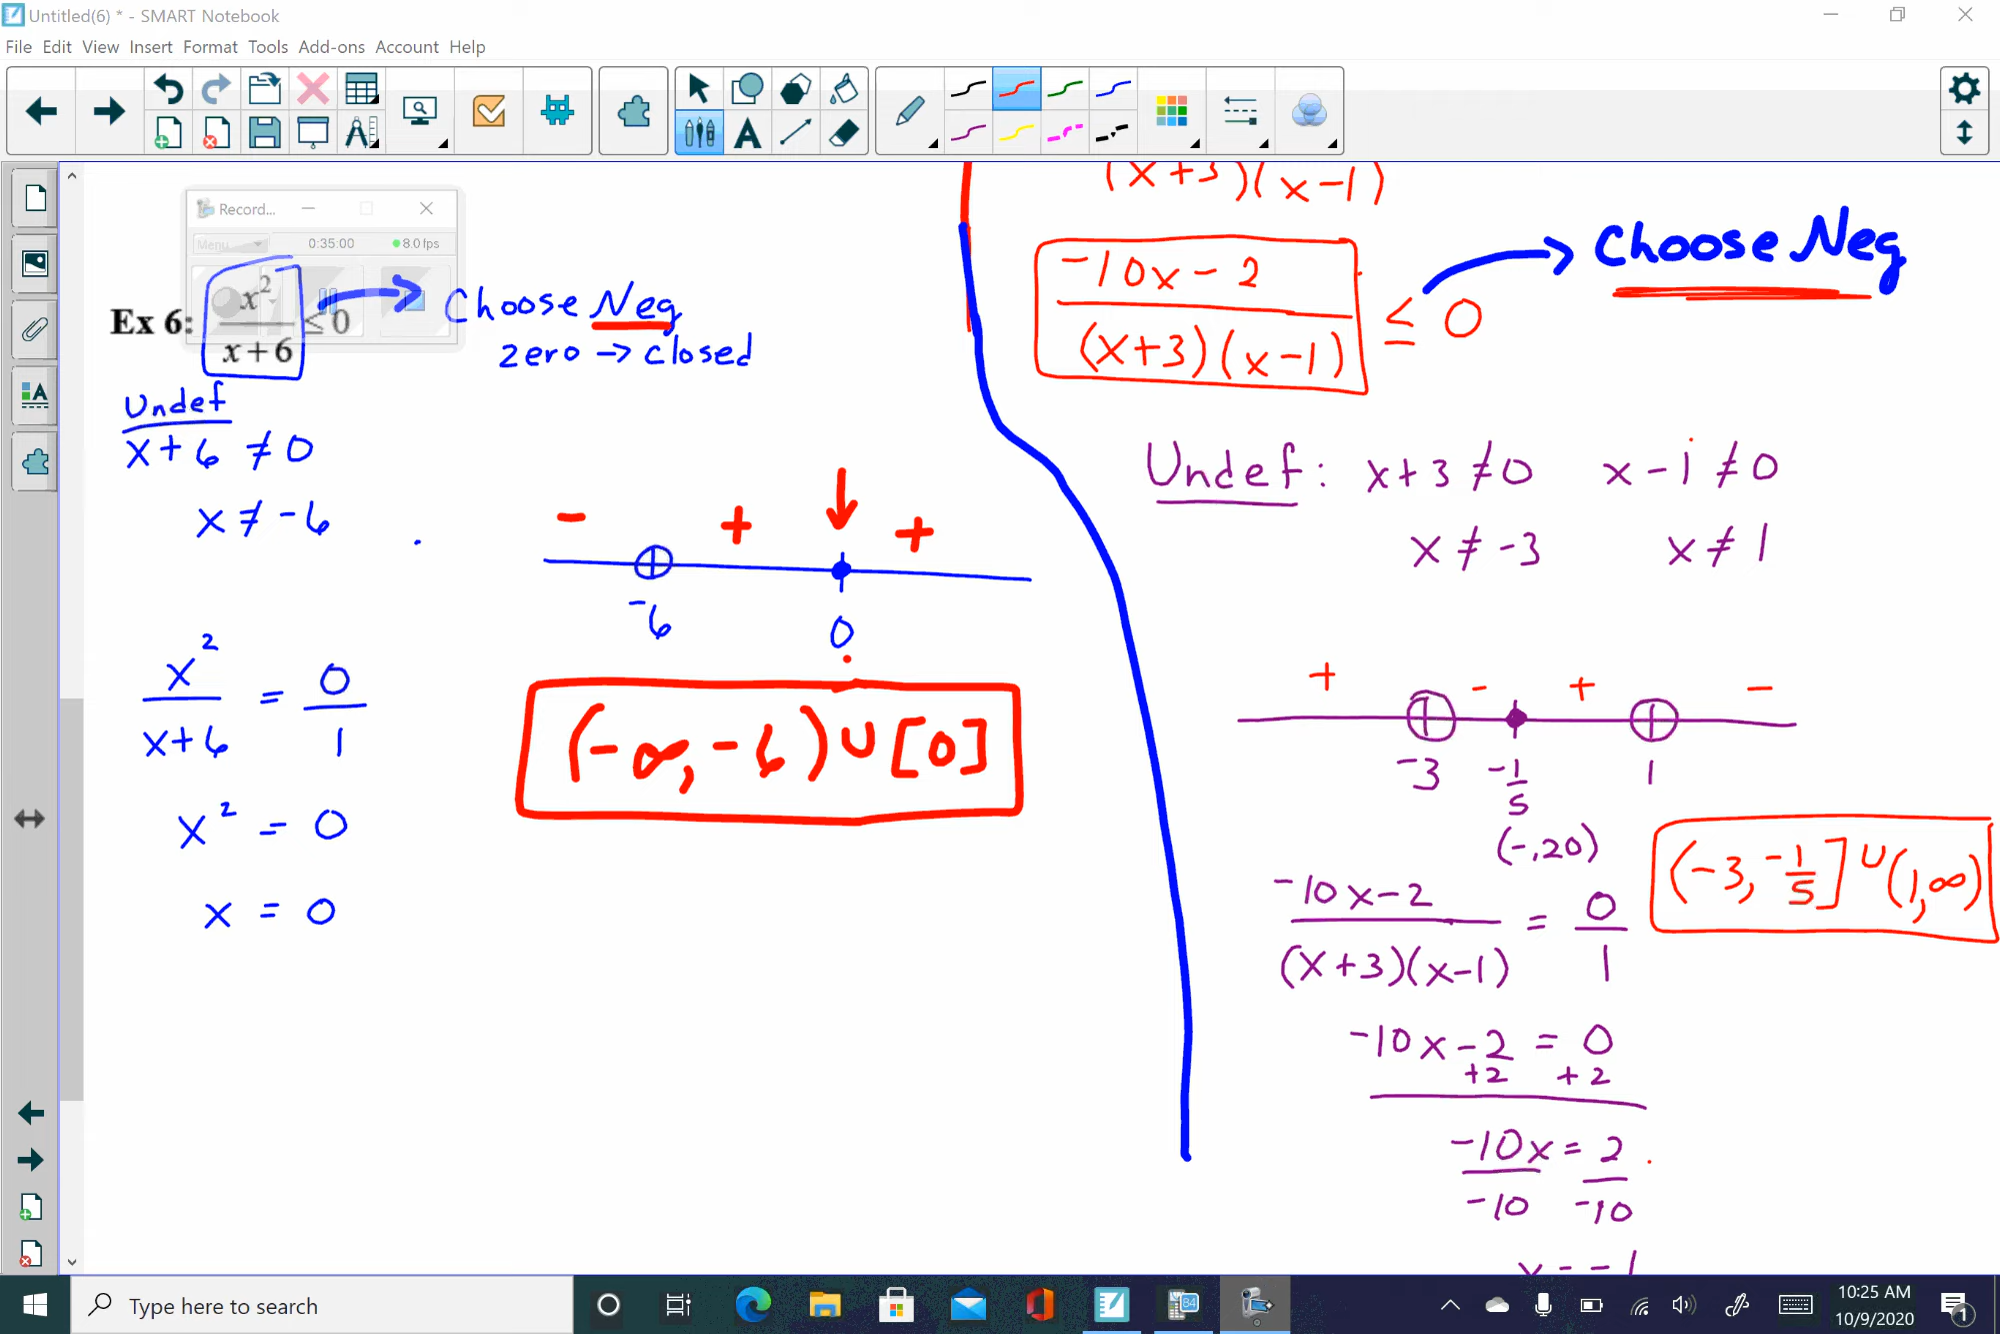 Untitled(6) * - SMART Notebook
File Edit View Insert Format Tools Add-ons Account Help
Record...
Menu 0:35:00 8.0 fps
Ex 6: x² / x+6 ≤ 0
Choose Neg
zero → closed
Undef
x+6 ≠ 0
x ≠ -6
- + +
-6 0
x² / x+6 = 0 / 1
x² = 0
x = 0
(-∞, -6) ∪ [0]
(x+3)(x-1)
-10x-2 / (x+3)(x-1) ≤ 0
Choose Neg
Undef: x+3 ≠ 0 x-1 ≠ 0
x ≠ -3 x ≠ 1
+ - + -
-3 -1/5 1
(-.20)
(-3, -1/5] ∪ (1, ∞)
-10x-2 / (x+3)(x-1) = 0 / 1
-10x-2 = 0
+2 +2
-10x = 2
-10 -10
Type here to search
84
10:25 AM
10/9/2020
1